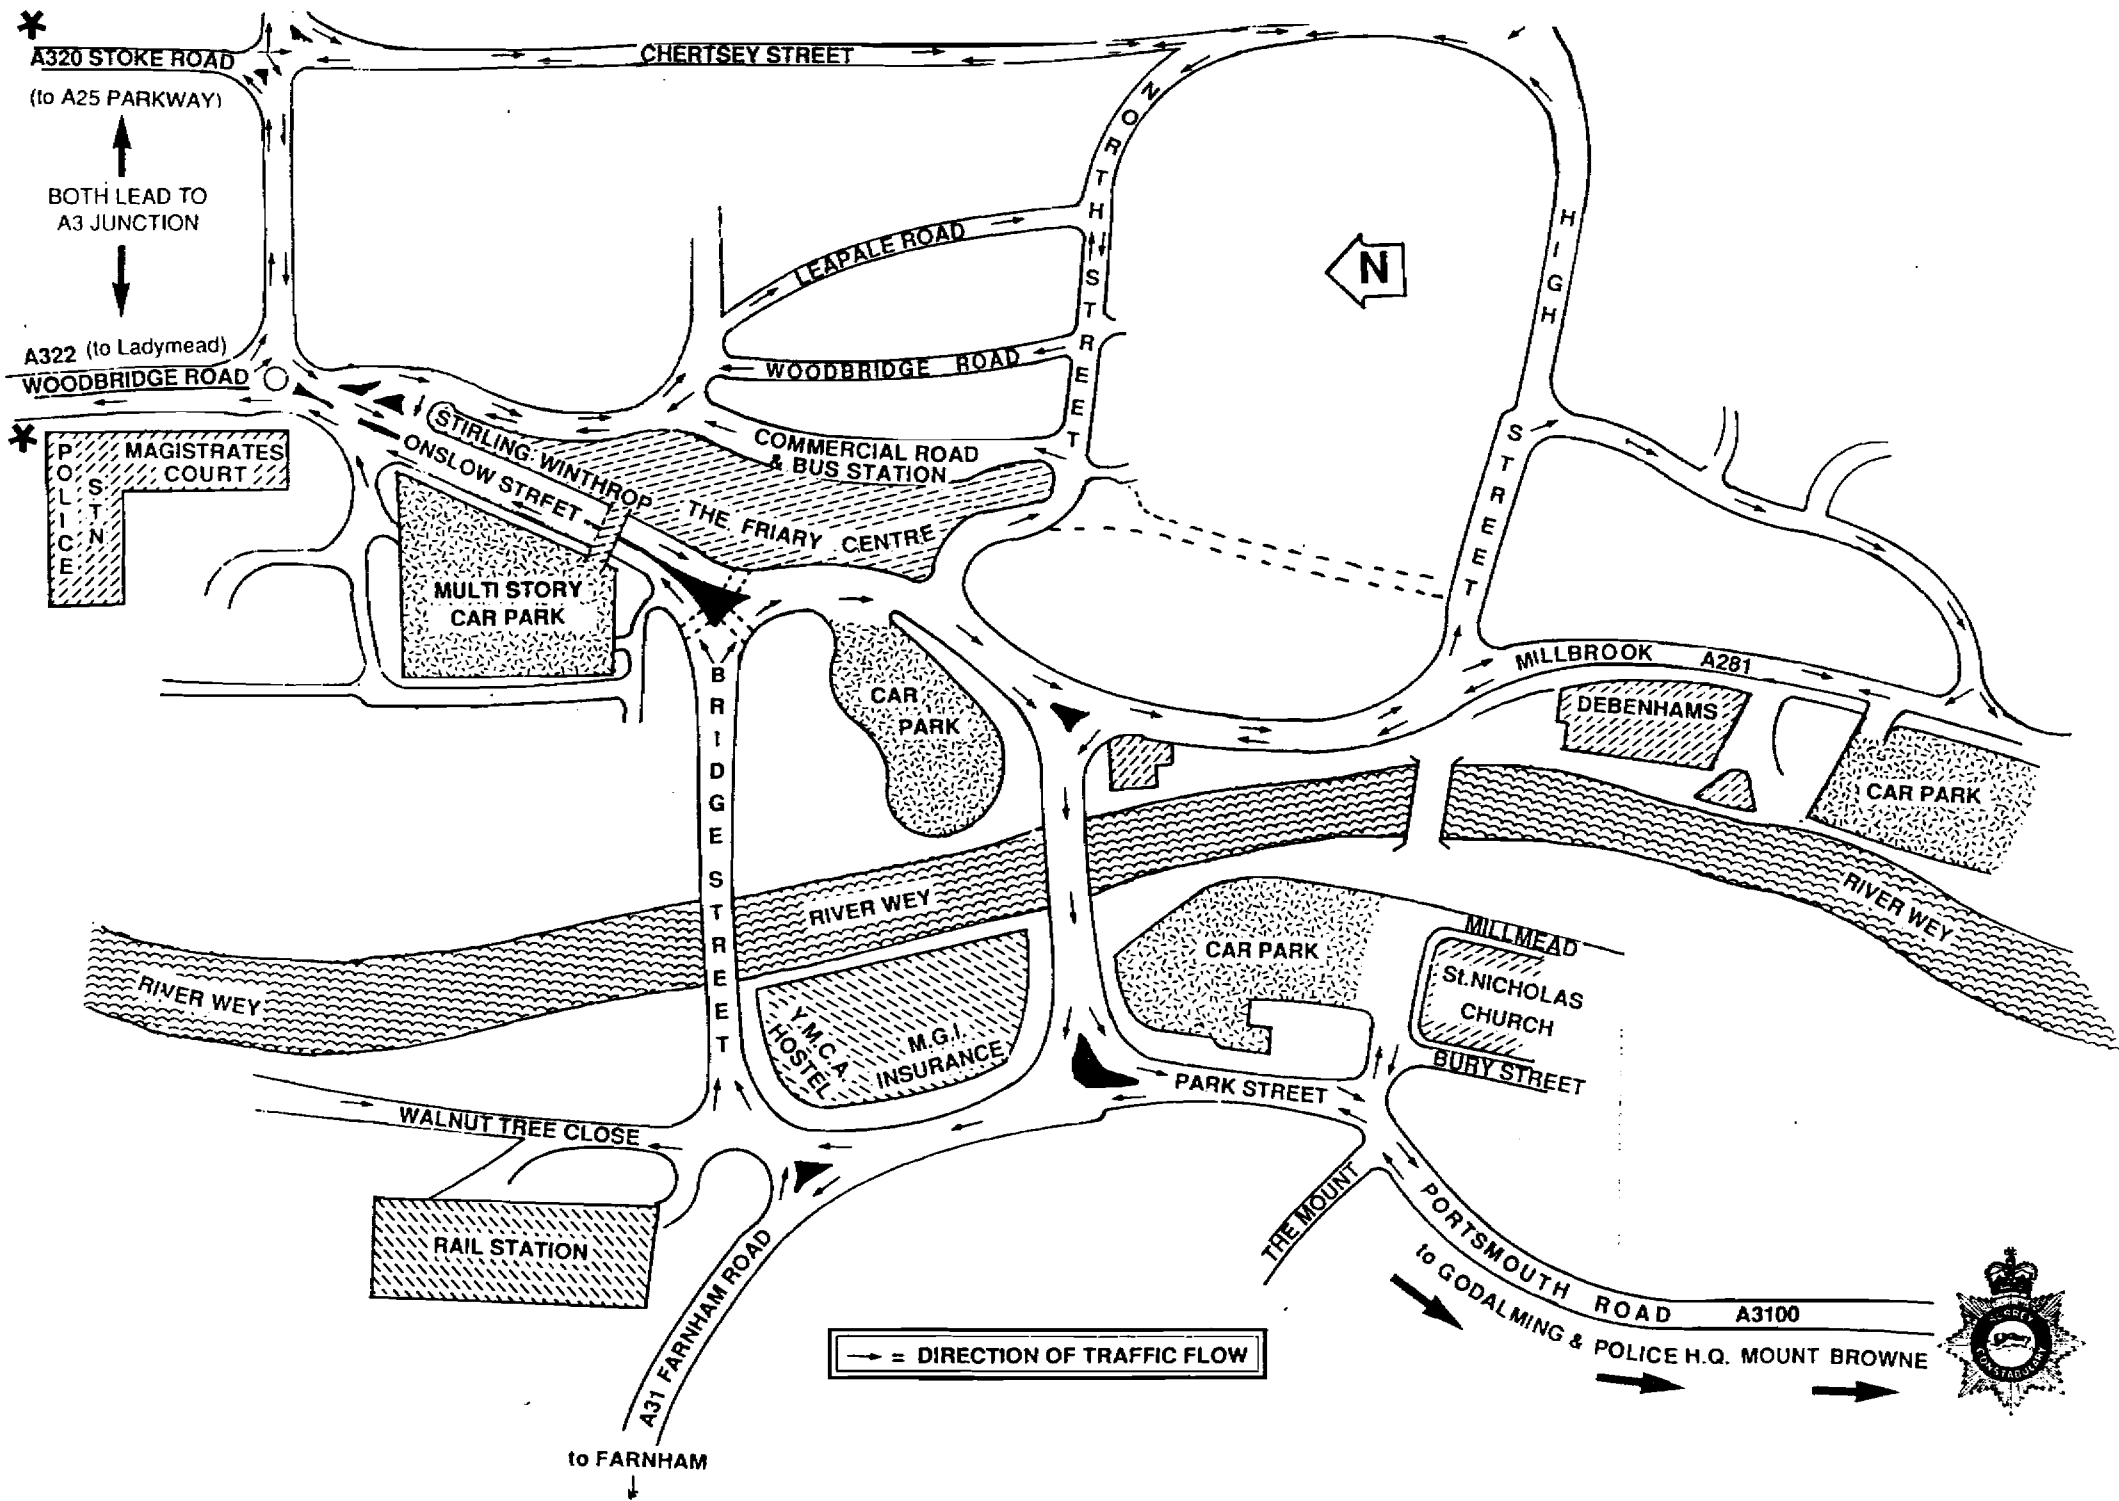 *
A320 STOKE ROAD
(to A25 PARKWAY)
BOTH LEAD TO
A3 JUNCTION
A322 (to Ladymead)
WOODBRIDGE ROAD
*
CHERTSEY STREET
NORTH STREET
LEAPALE ROAD
WOODBRIDGE ROAD
COMMERCIAL ROAD
& BUS STATION
N
HIGH STREET
POLICE
STN
MAGISTRATES
COURT
STIRLING WINTHROP
ONSLOW STREET
THE FRIARY CENTRE
MULTI STORY
CAR PARK
BRIDGE STREET
CAR
PARK
MILLBROOK A281
DEBENHAMS
CAR PARK
RIVER WEY
RIVER WEY
RIVER WEY
CAR PARK
MILLMEAD
St. NICHOLAS
CHURCH
BURY STREET
Y.M.C.A.
HOSTEL
M.G.I.
INSURANCE
PARK STREET
WALNUT TREE CLOSE
RAIL STATION
THE MOUNT
PORTSMOUTH ROAD A3100
to GODALMING & POLICE H.Q. MOUNT BROWNE
SURREY
CONSTABULARY
A31 FARNHAM ROAD
to FARNHAM
= DIRECTION OF TRAFFIC FLOW